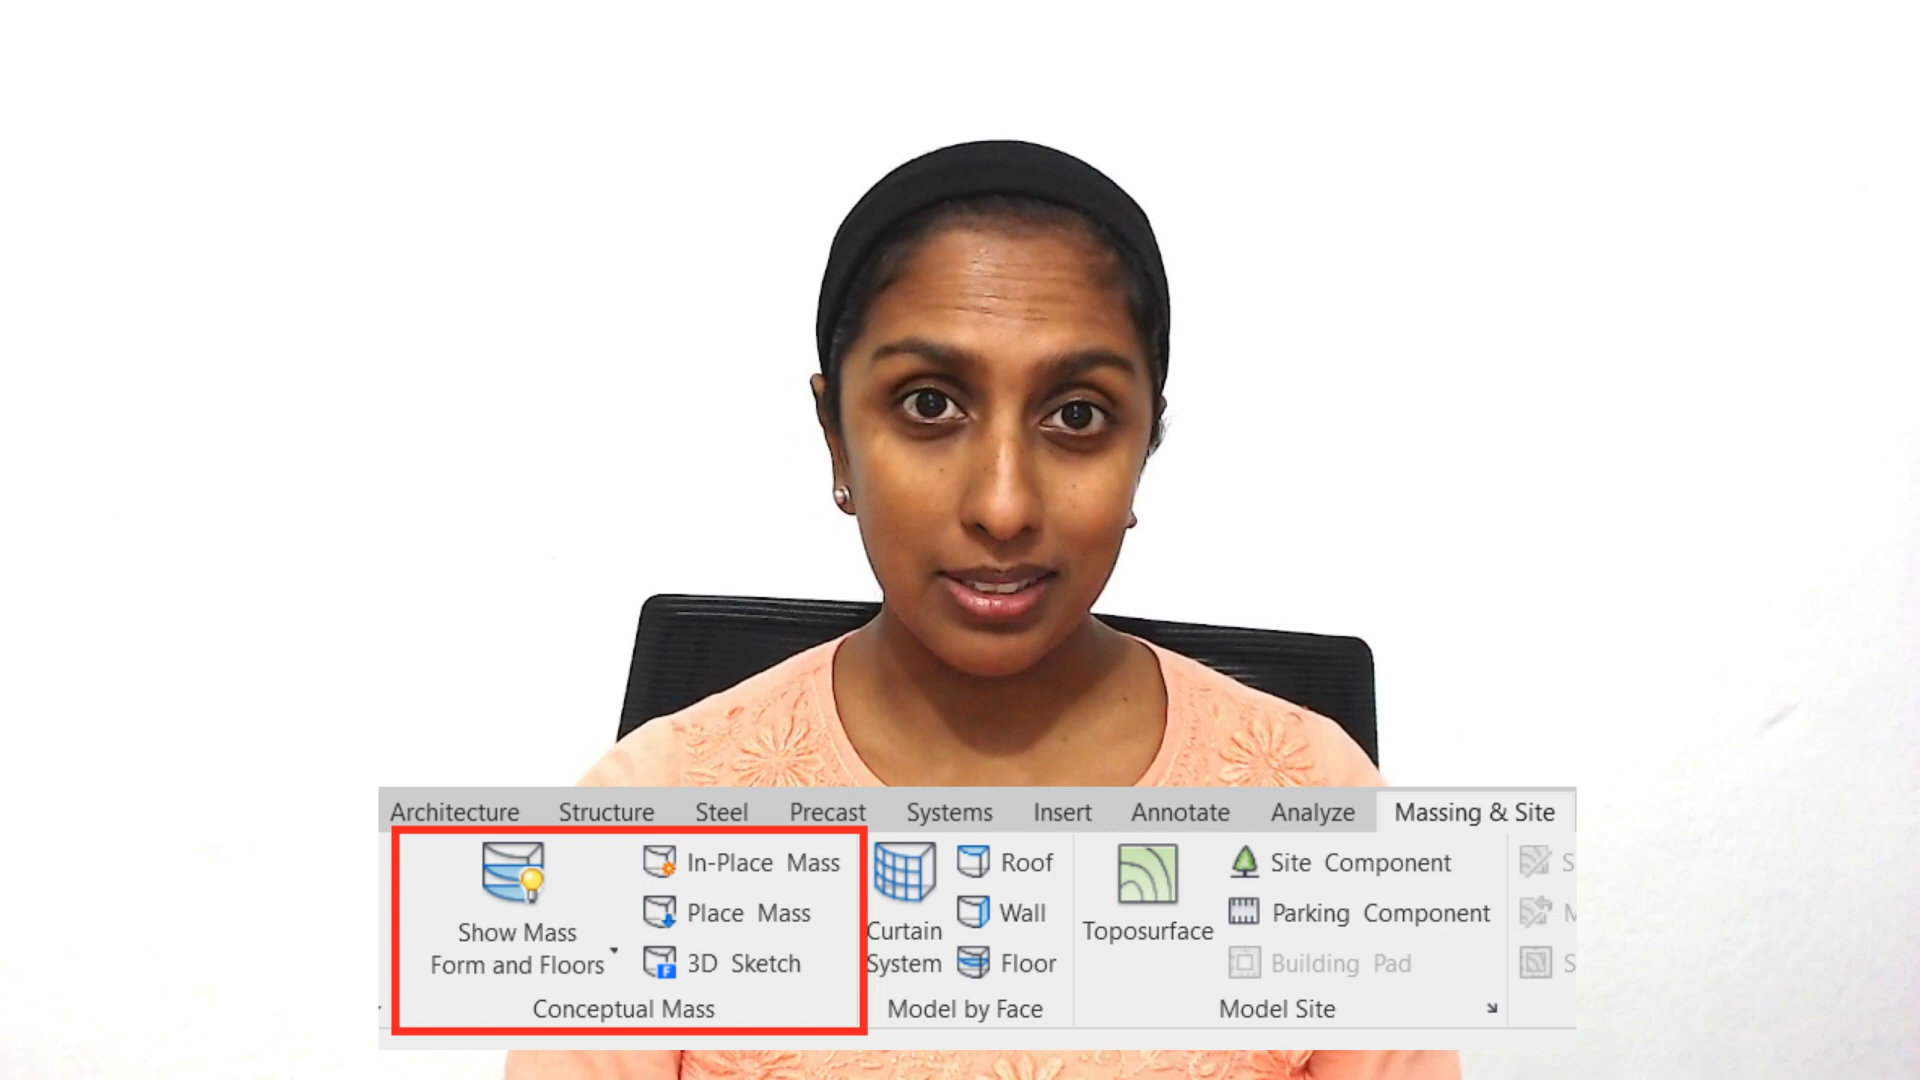 Architecture Structure Steel Precast Systems Insert Annotate Analyze Massing & Site
Show Mass
Form and Floors
In-Place Mass
Place Mass
3D Sketch
Conceptual Mass
Curtain
System
Roof
Wall
Floor
Model by Face
Toposurface
Site Component
Parking Component
Building Pad
Model Site
S
M
S